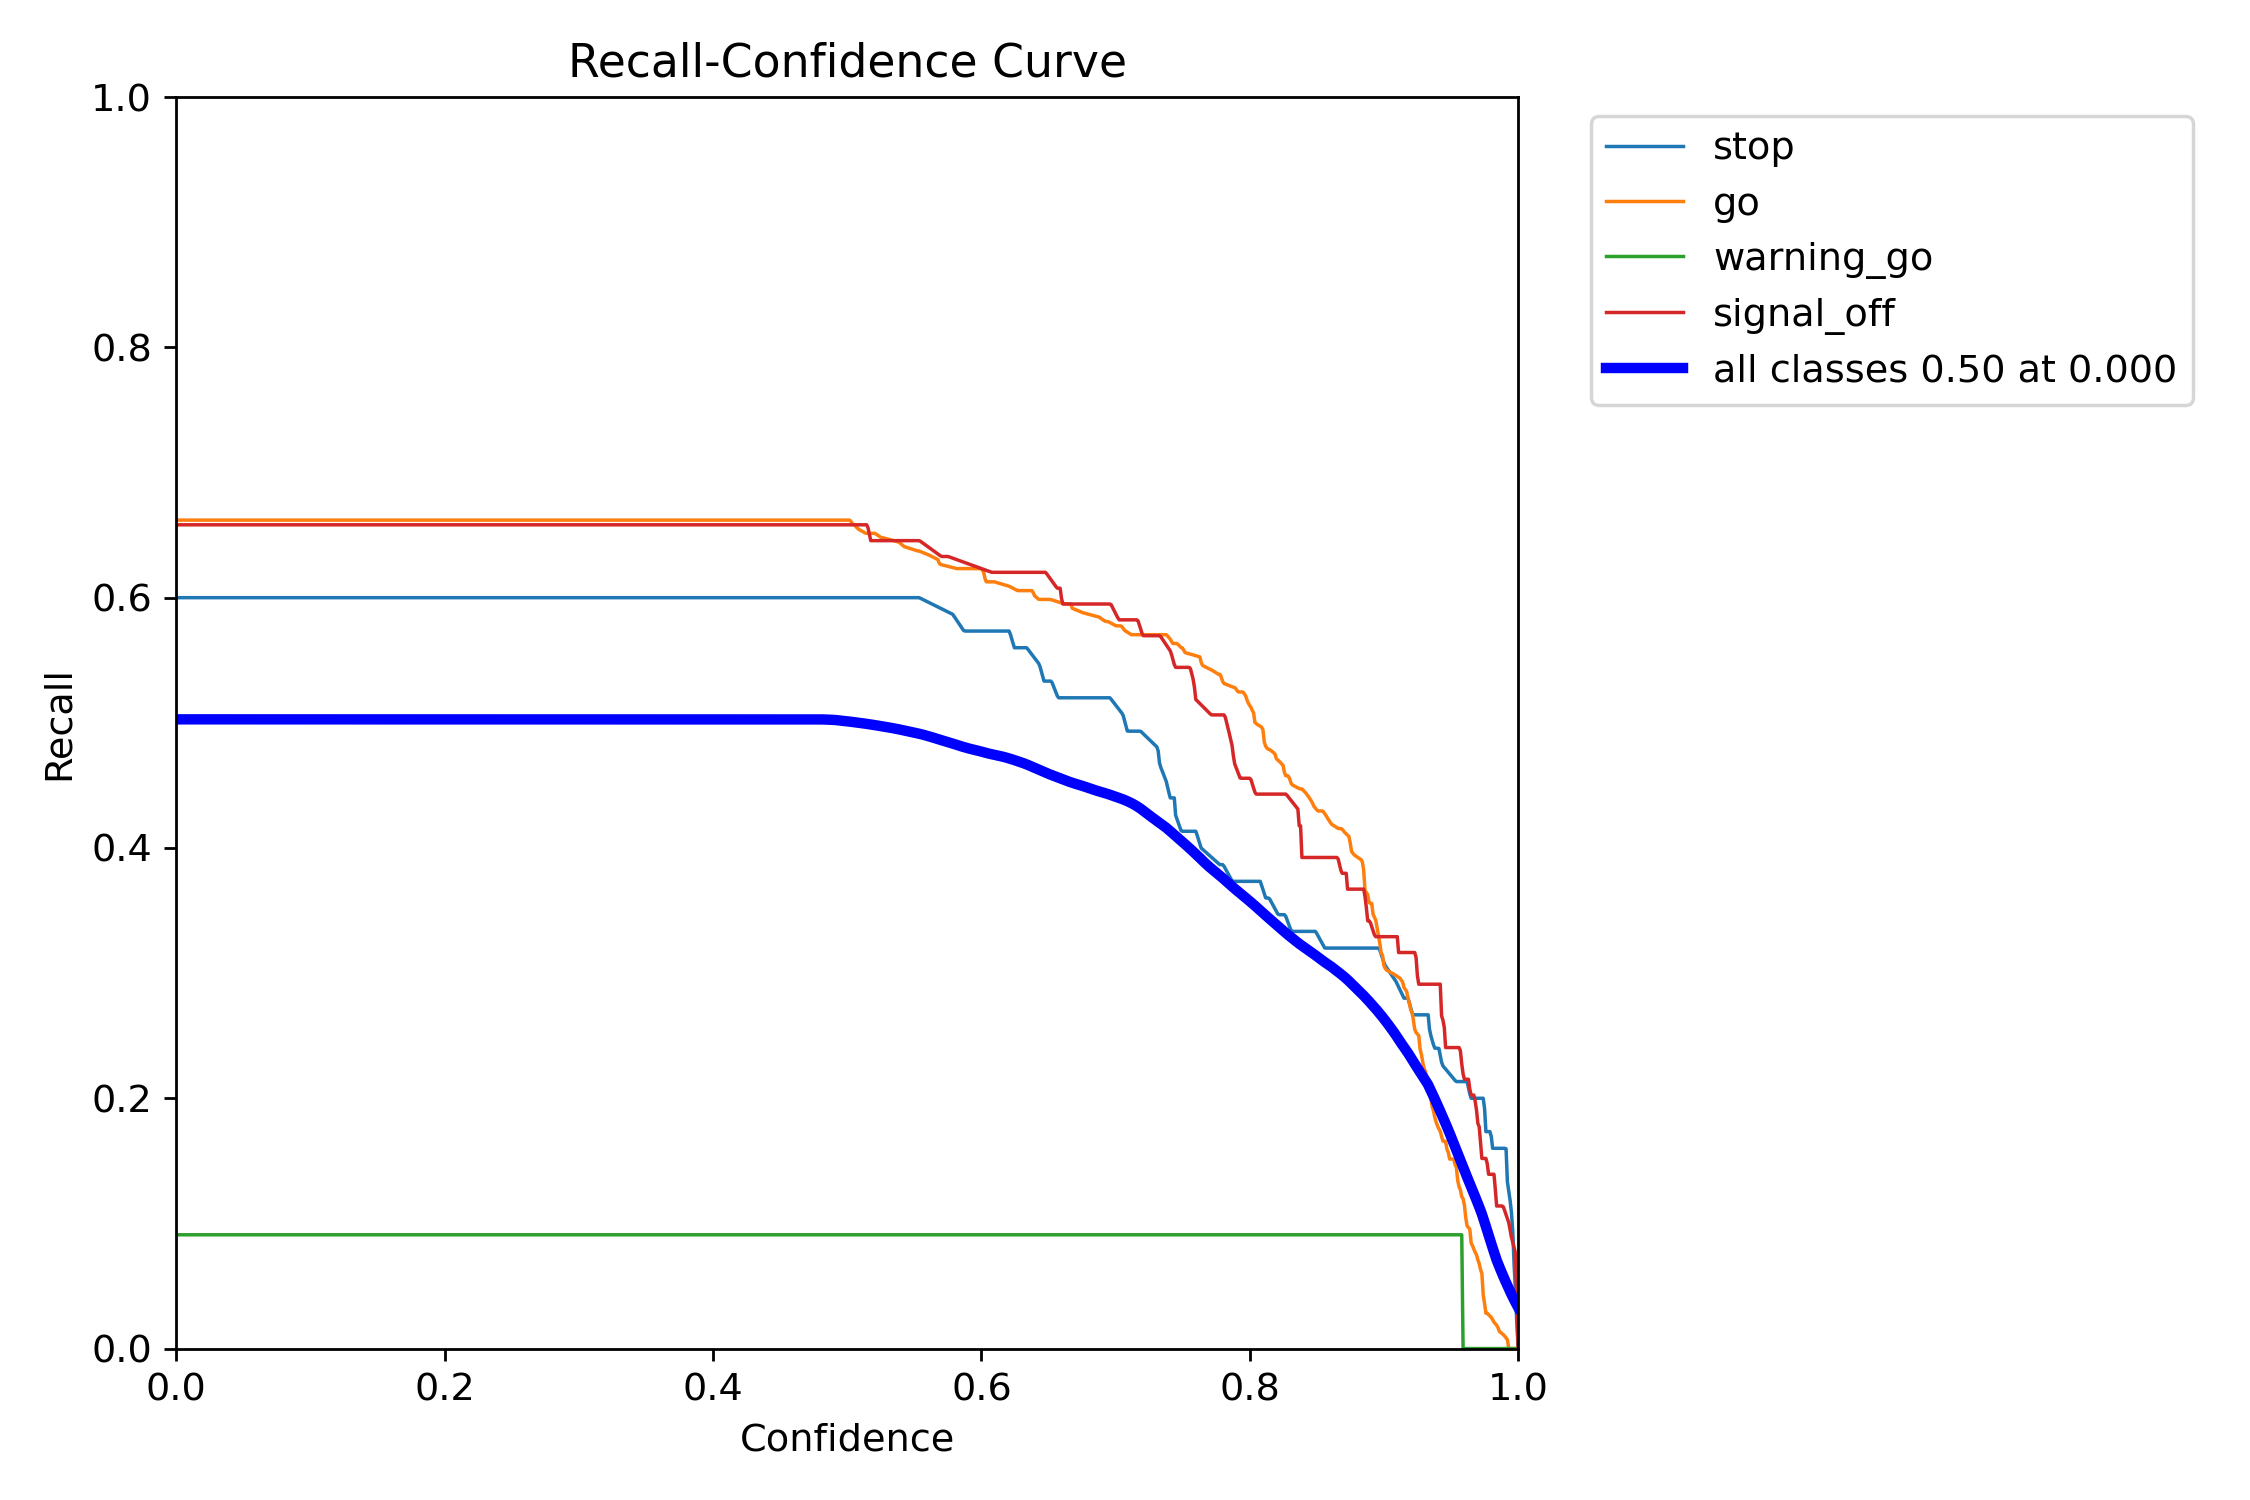 Recall-Confidence Curve
1.0
0.8
0.6
0.4
0.2
0.0
Recall
0.0 0.2 0.4 0.6 0.8 1.0
Confidence
stop
go
warning_go
signal_off
all classes 0.50 at 0.000